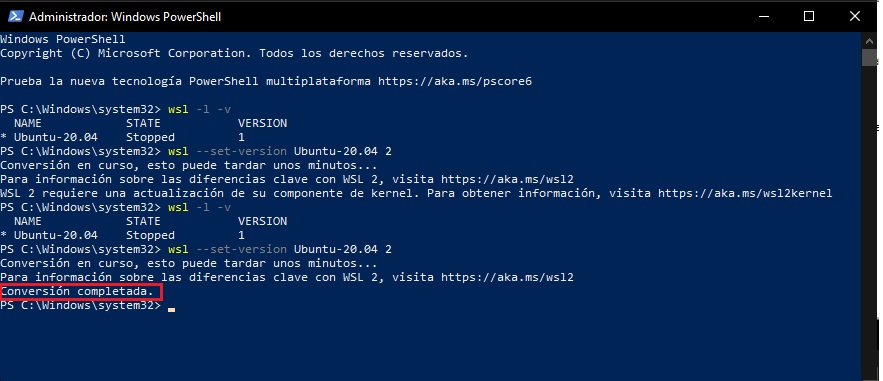 Administrador: Windows PowerShell
Windows PowerShell
Copyright (C) Microsoft Corporation. Todos los derechos reservados.
Prueba la nueva tecnología PowerShell multiplataforma https://aka.ms/pscore6
PS C:\Windows\system32> wsl -l -v
NAME STATE VERSION
* Ubuntu-20.04 Stopped 1
PS C:\Windows\system32> wsl --set-version Ubuntu-20.04 2
Conversión en curso, esto puede tardar unos minutos...
Para información sobre las diferencias clave con WSL 2, visita https://aka.ms/wsl2
WSL 2 requiere una actualización de su componente de kernel. Para obtener información, visita https://aka.ms/wsl2kernel
PS C:\Windows\system32> wsl -l -v
NAME STATE VERSION
* Ubuntu-20.04 Stopped 1
PS C:\Windows\system32> wsl --set-version Ubuntu-20.04 2
Conversión en curso, esto puede tardar unos minutos...
Para información sobre las diferencias clave con WSL 2, visita https://aka.ms/wsl2
Conversión completada.
PS C:\Windows\system32>